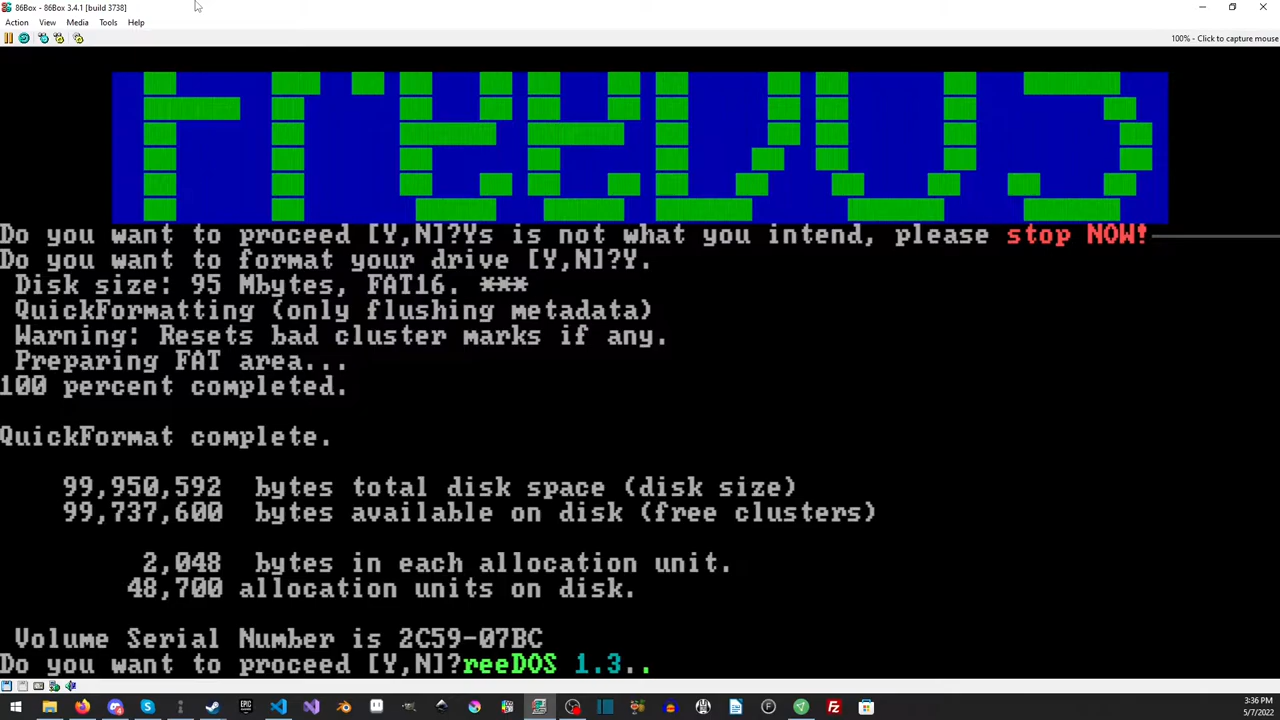 86Box - 86Box 3.4.1 [build 3738]
Action View Media Tools Help
100% - Click to capture mouse
FreeDOS
Do you want to proceed [Y,N]?Ys is not what you intend, please stop NOW!
Do you want to format your drive [Y,N]?Y.
Disk size: 95 Mbytes, FAT16. ***
QuickFormatting (only flushing metadata)
Warning: Resets bad cluster marks if any.
Preparing FAT area...
100 percent completed.
QuickFormat complete.
99,950,592 bytes total disk space (disk size)
99,737,600 bytes available on disk (free clusters)
2,048 bytes in each allocation unit.
48,700 allocation units on disk.
Volume Serial Number is 2C59-07BC
Do you want to proceed [Y,N]?reeDOS 1.3..
3:36 PM
5/7/2022